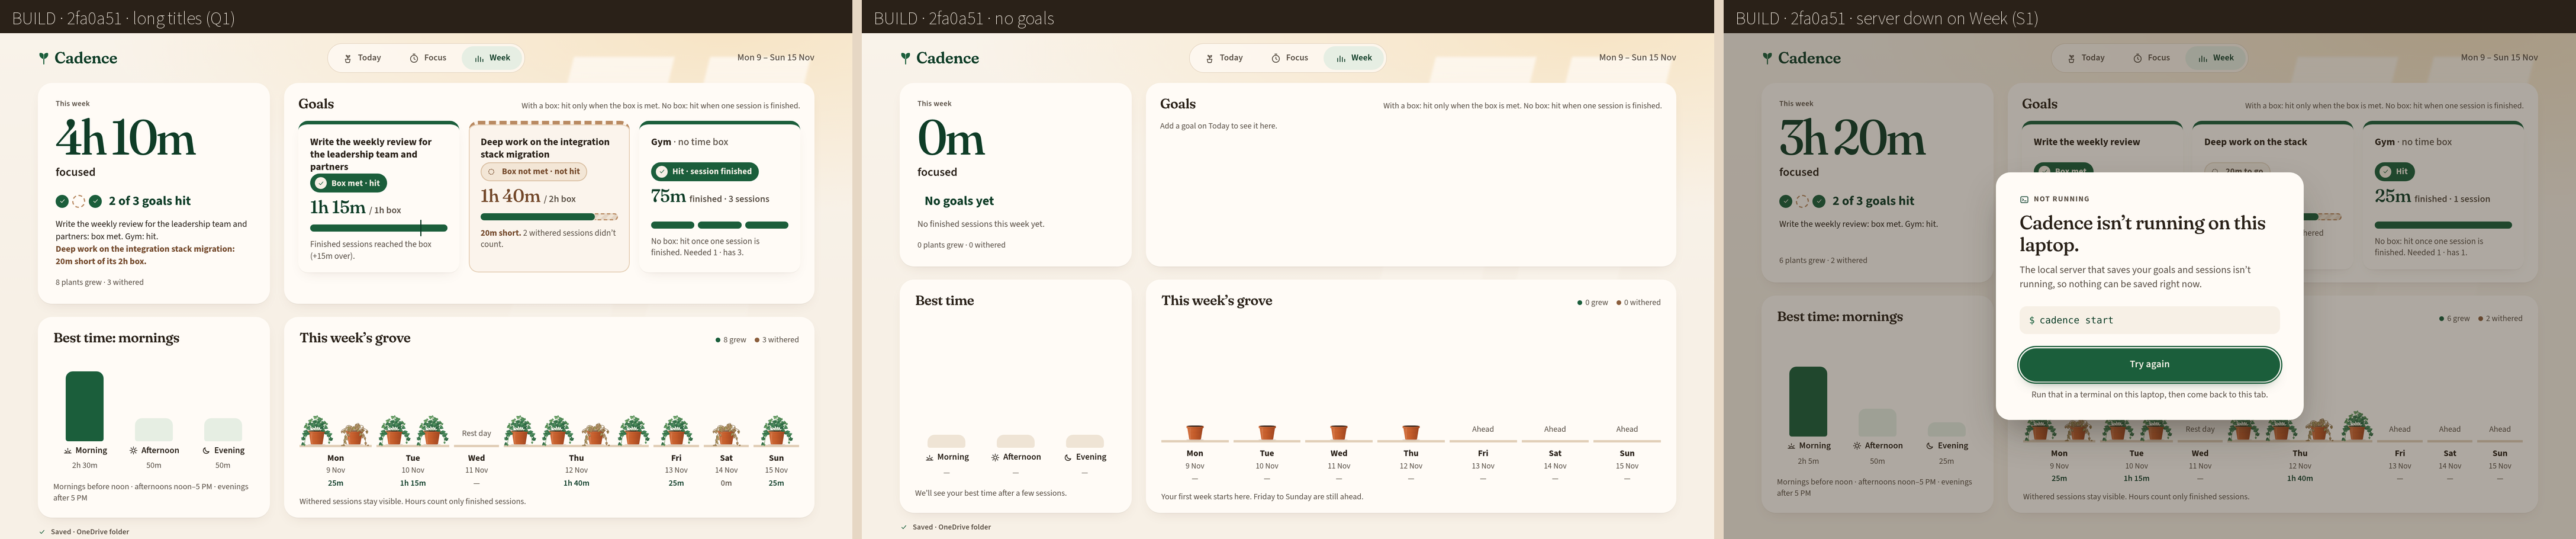 BUILD · 2fa0a51 · long titles (Q1)
Cadence
Today
Focus
Week
Mon 9 – Sun 15 Nov
This week
4h 10m
focused
2 of 3 goals hit
Write the weekly review for the leadership team and
partners: box met. Gym: hit.
Deep work on the integration stack migration:
20m short of its 2h box.
8 plants grew · 3 withered
Goals
With a box: hit only when the box is met. No box: hit when one session is finished.
Write the weekly review for
the leadership team and
partners
Box met · hit
1h 15m / 1h box
Finished sessions reached the box
(+15m over).
Deep work on the integration
stack migration
Box not met · not hit
1h 40m / 2h box
20m short. 2 withered sessions didn't
count.
Gym · no time box
Hit · session finished
75m finished · 3 sessions
No box: hit once one session is
finished. Needed 1 · has 3.
Best time: mornings
Morning
Afternoon
Evening
2h 30m
50m
50m
Mornings before noon · afternoons noon–5 PM · evenings
after 5 PM
This week's grove
8 grew
3 withered
Rest day
Mon
Tue
Wed
Thu
Fri
Sat
Sun
9 Nov
10 Nov
11 Nov
12 Nov
13 Nov
14 Nov
15 Nov
25m
1h 15m
—
1h 40m
25m
0m
25m
Withered sessions stay visible. Hours count only finished sessions.
Saved · OneDrive folder
BUILD · 2fa0a51 · no goals
Cadence
Today
Focus
Week
Mon 9 – Sun 15 Nov
This week
0m
focused
No goals yet
No finished sessions this week yet.
0 plants grew · 0 withered
Goals
With a box: hit only when the box is met. No box: hit when one session is finished.
Add a goal on Today to see it here.
Best time
Morning
Afternoon
Evening
—
—
—
We'll see your best time after a few sessions.
This week's grove
0 grew
0 withered
Ahead
Ahead
Ahead
Mon
Tue
Wed
Thu
Fri
Sat
Sun
9 Nov
10 Nov
11 Nov
12 Nov
13 Nov
14 Nov
15 Nov
—
—
—
—
—
—
—
Your first week starts here. Friday to Sunday are still ahead.
Saved · OneDrive folder
BUILD · 2fa0a51 · server down on Week (S1)
Cadence
Today
Focus
Week
Mon 9 – Sun 15 Nov
This week
3h 20m
focused
2 of 3 goals hit
Write the weekly review: box met. Gym: hit.
6 plants grew · 2 withered
Goals
With a box: hit only when the box is met. No box: hit when one session is finished.
Write the weekly review
Deep work on the stack
Gym · no time box
Box met
20m to go
Hit
25m finished · 1 session
No box: hit once one session is
finished. Needed 1 · has 1.
NOT RUNNING
Cadence isn't running on this
laptop.
The local server that saves your goals and sessions isn't
running, so nothing can be saved right now.
$ cadence start
Try again
Run that in a terminal on this laptop, then come back to this tab.
Best time: mornings
Morning
Afternoon
Evening
2h 5m
50m
25m
Mornings before noon · afternoons noon–5 PM · evenings
after 5 PM
6 grew
2 withered
Rest day
Ahead
Ahead
Ahead
Mon
Tue
Wed
Thu
Fri
Sat
Sun
9 Nov
10 Nov
11 Nov
12 Nov
13 Nov
14 Nov
15 Nov
25m
1h 15m
—
1h 40m
—
—
—
Withered sessions stay visible. Hours count only finished sessions.